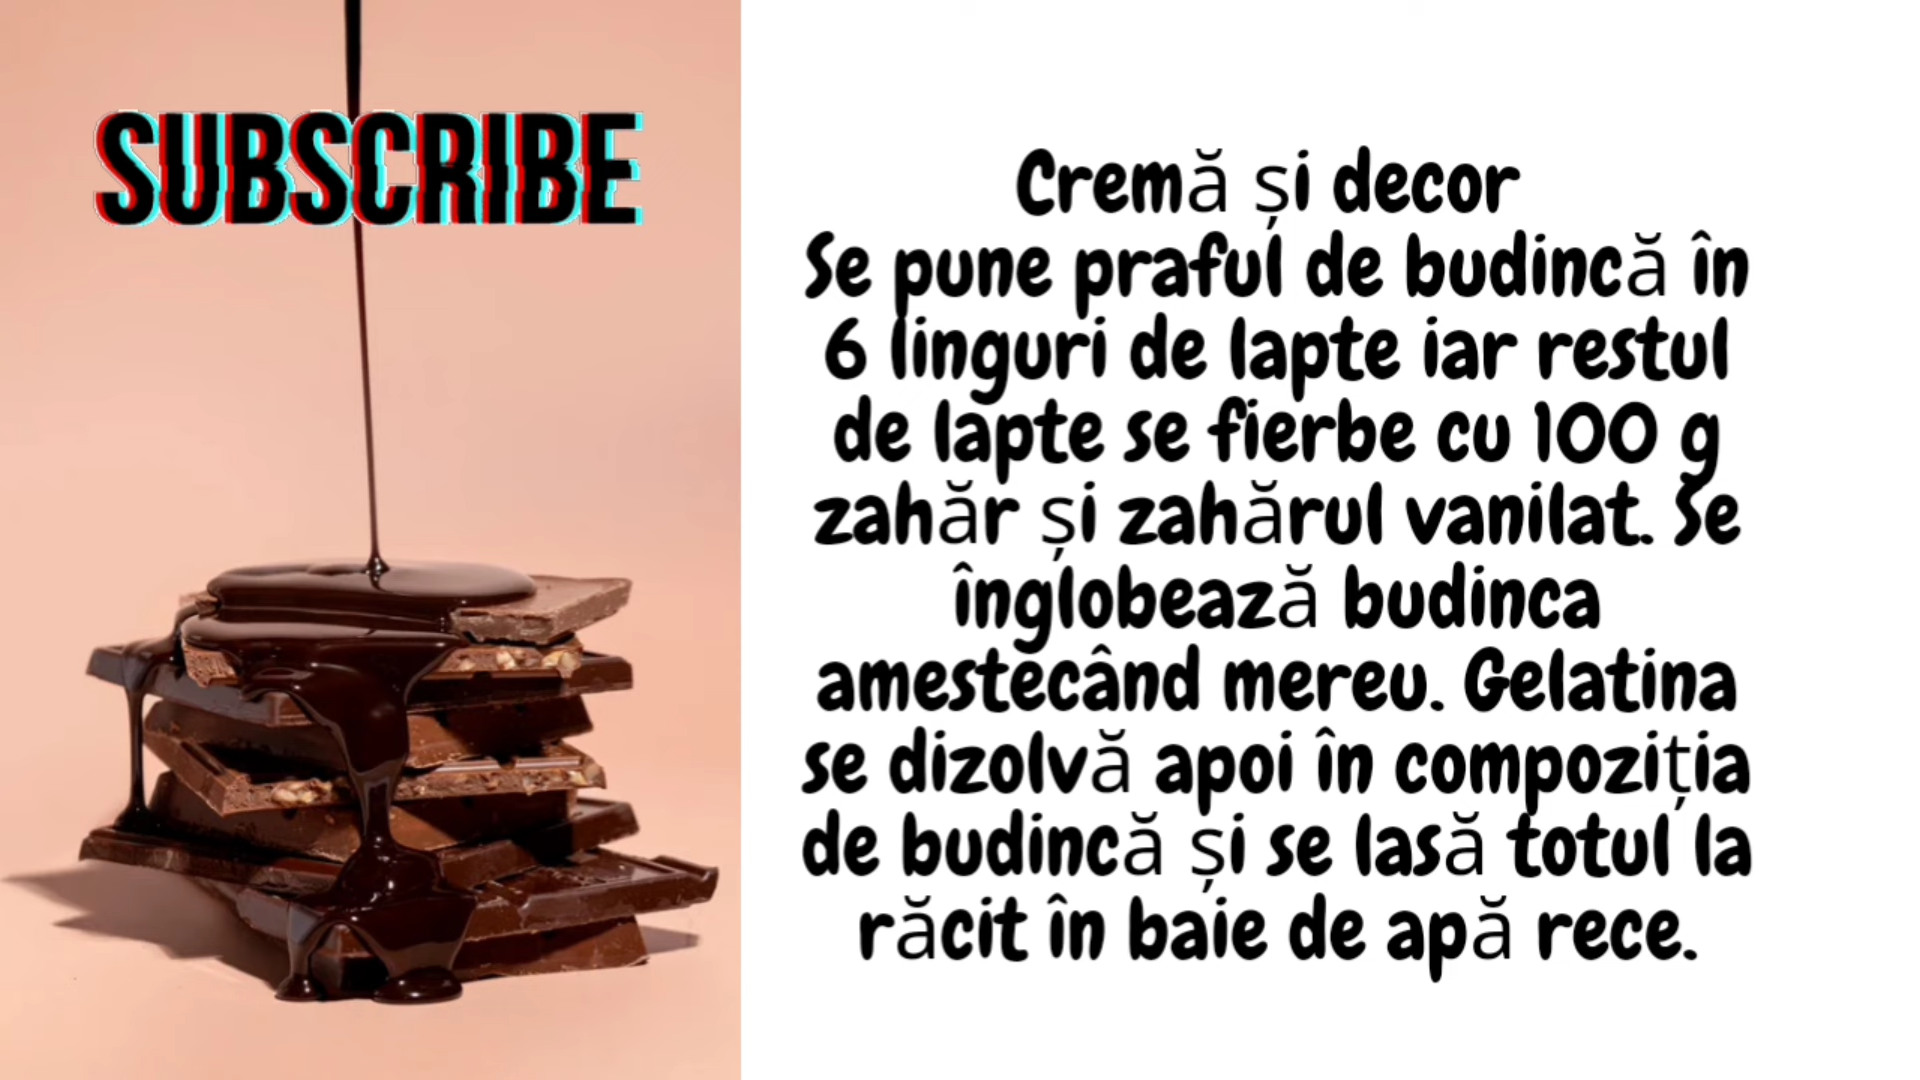 SUBSCRIBE
Cremă și decor
Se pune praful de budincă în
6 linguri de lapte iar restul
de lapte se fierbe cu 100 g
zahăr și zahărul vanilat. Se
înglobează budinca
amestecând mereu. Gelatina
se dizolvă apoi în compoziția
de budincă și se lasă totul la
răcit în baie de apă rece.